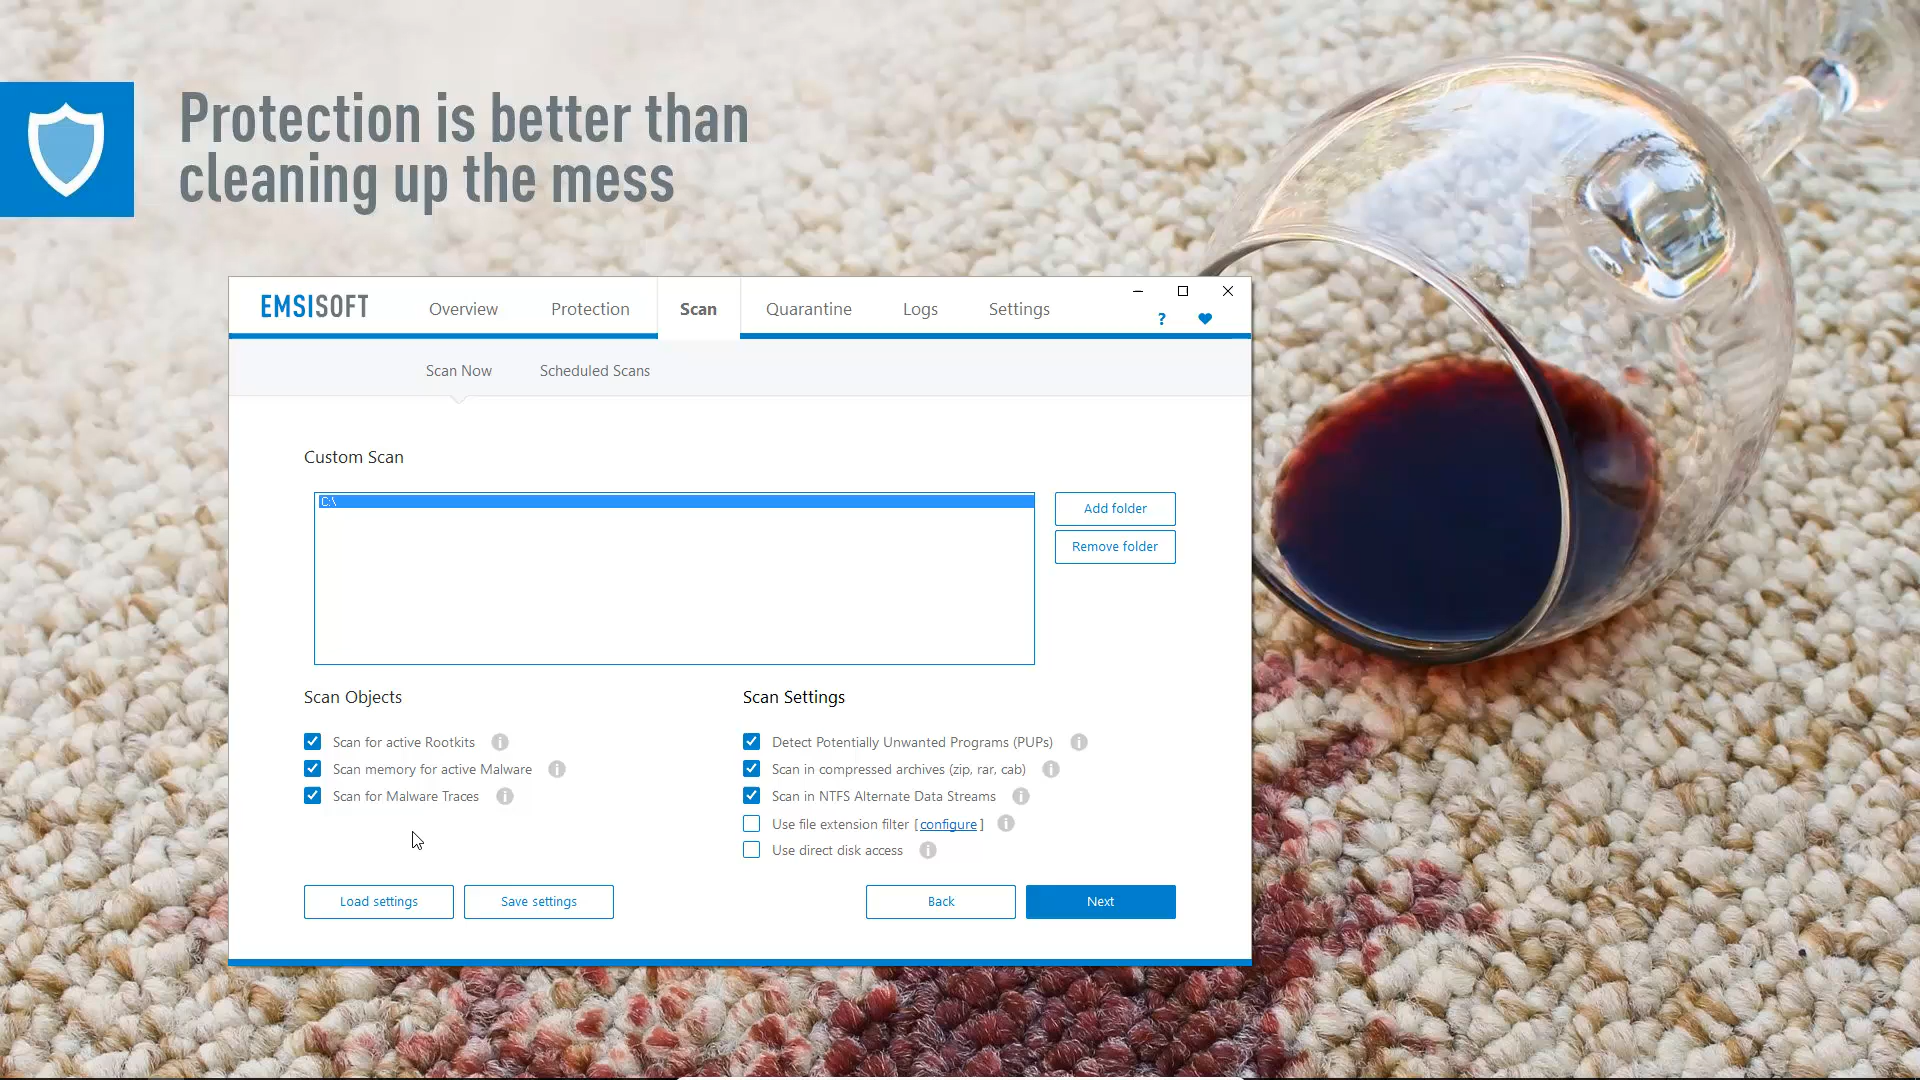 Protection is better than
cleaning up the mess
EMSISOFT
Overview
Protection
Scan
Quarantine
Logs
Settings
?
Scan Now
Scheduled Scans
Custom Scan
C:\
Add folder
Remove folder
Scan Objects
Scan for active Rootkits
Scan memory for active Malware
Scan for Malware Traces
Scan Settings
Detect Potentially Unwanted Programs (PUPs)
Scan in compressed archives (zip, rar, cab)
Scan in NTFS Alternate Data Streams
Use file extension filter [configure]
Use direct disk access
Load settings
Save settings
Back
Next